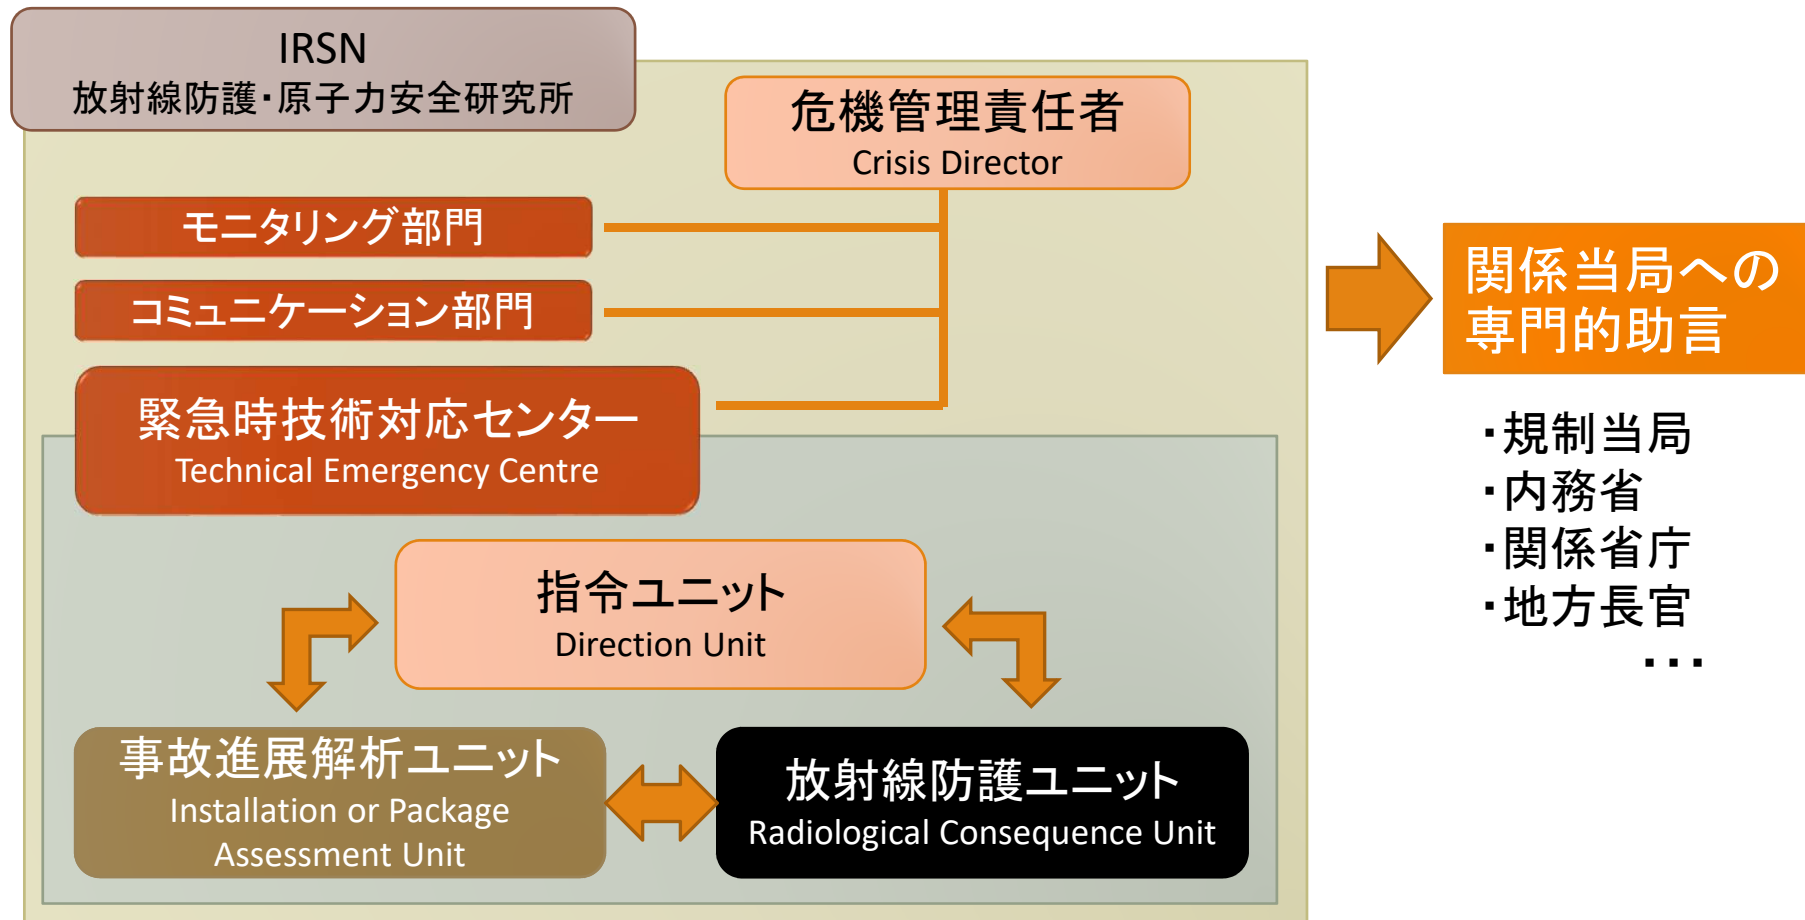 IRSN
放射線防護・原子力安全研究所
危機管理責任者
Crisis Director
モニタリング部門
コミュニケーション部門
緊急時技術対応センター
Technical Emergency Centre
指令ユニット
Direction Unit
事故進展解析ユニット
Installation or Package
Assessment Unit
放射線防護ユニット
Radiological Consequence Unit
関係当局への
専門的助言
・規制当局
・内務省
・関係省庁
・地方長官
・・・